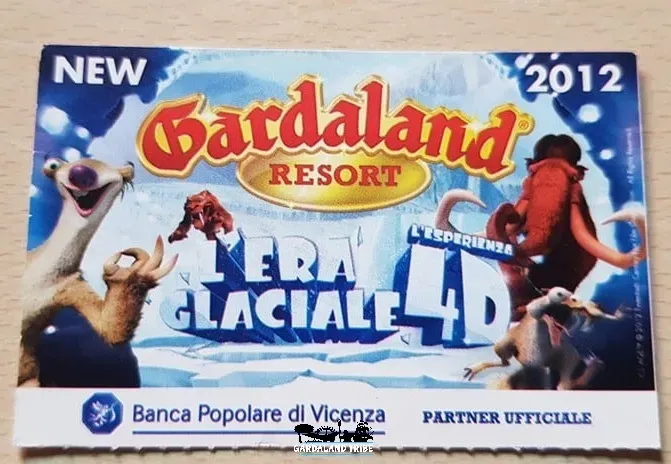 NEW
2012
Gardaland®
RESORT
L'ERA
GLACIALE
L'ESPERIENZA
4D
Banca Popolare di Vicenza
PARTNER UFFICIALE
GARDALAND TRIBE